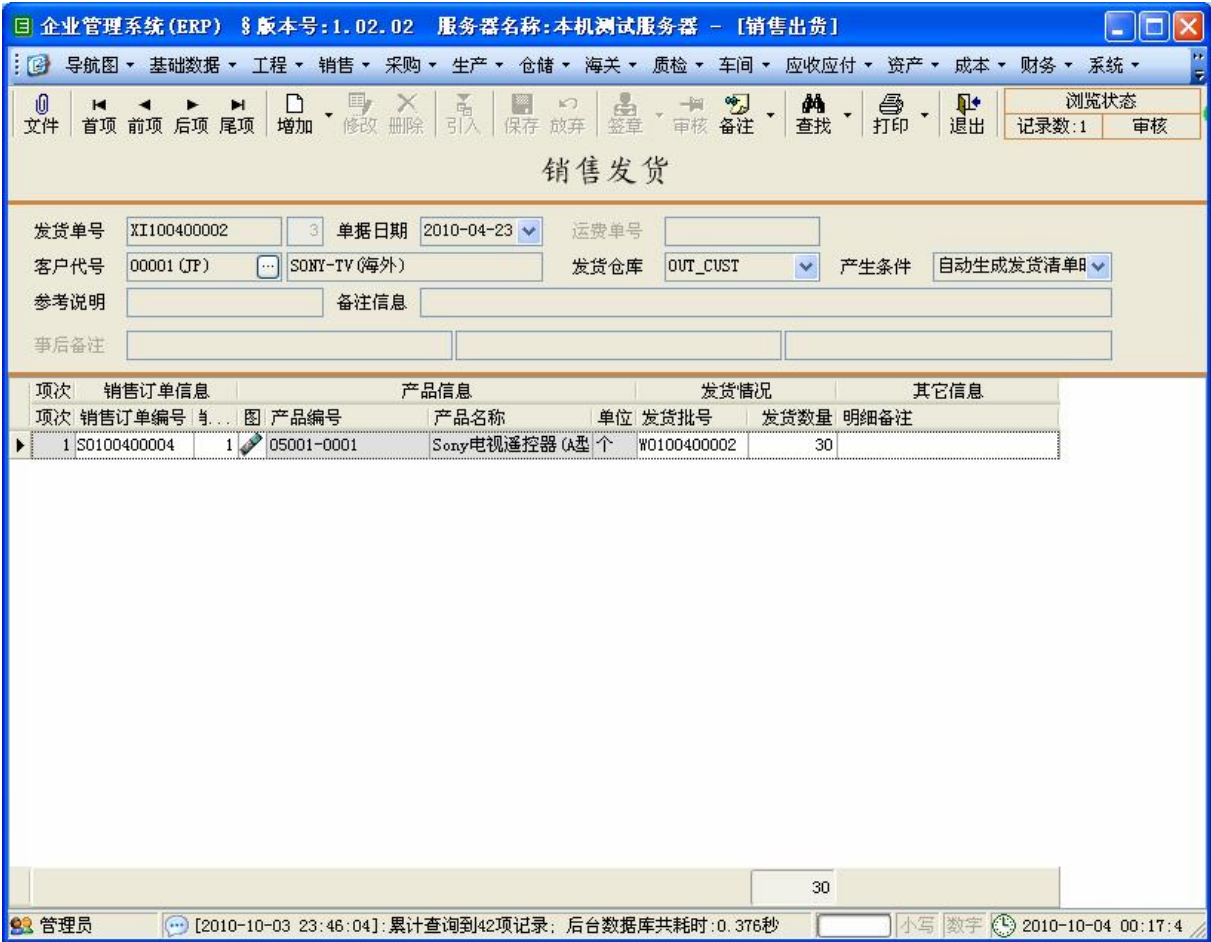 企业管理系统(ERP) §版本号:1.02.02 服务器名称:本机测试服务器 - [销售出货]
导航图 基础数据 工程 销售 采购 生产 仓储 海关 质检 车间 应收应付 资产 成本 财务 系统
文件 首项 前项 后项 尾项 增加 修改 删除 引入 保存 放弃 签章 审核 备注 查找 打印 退出
浏览状态
记录数:1 审核
销售发货
发货单号 XI100400002 3 单据日期 2010-04-23 运费单号
客户代号 00001(JP) SONY-TV(海外) 发货仓库 OUT_CUST 产生条件 自动生成发货清单
参考说明 备注信息
事后备注
项次 销售订单信息 产品信息 发货情况 其它信息
项次 销售订单编号 ... 图 产品编号 产品名称 单位 发货批号 发货数量 明细备注
1 SO100400004 1 05001-0001 Sony电视遥控器(A型 个 WO100400002 30
30
管理员 [2010-10-03 23:46:04]:累计查询到42项记录; 后台数据库共耗时:0.376秒 小写 数字 2010-10-04 00:17:4